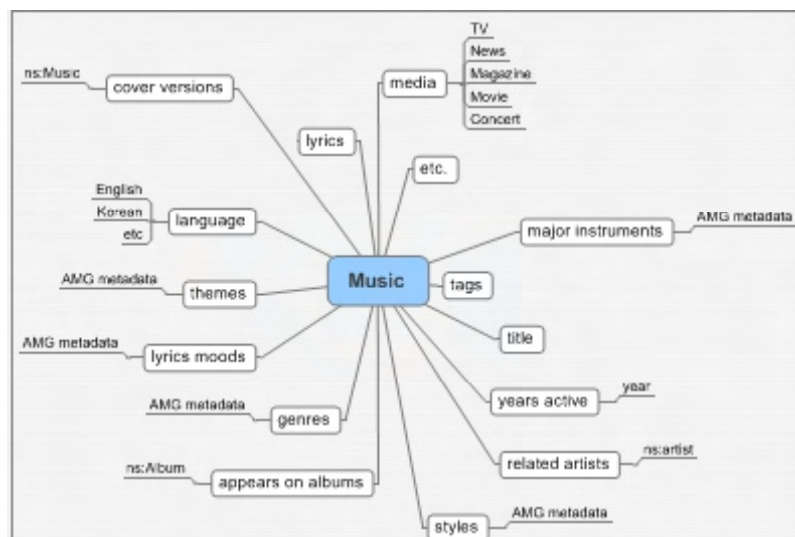 TV
News
ns:Music
cover versions
media
Magazine
Movie
Concert
lyrics
etc.
English
Korean
etc
language
major instruments
AMG metadata
Music
AMG metadata
themes
tags
title
AMG metadata
lyrics moods
years active
year
AMG metadata
genres
related artists
ns:artist
ns:Album
appears on albums
styles
AMG metadata